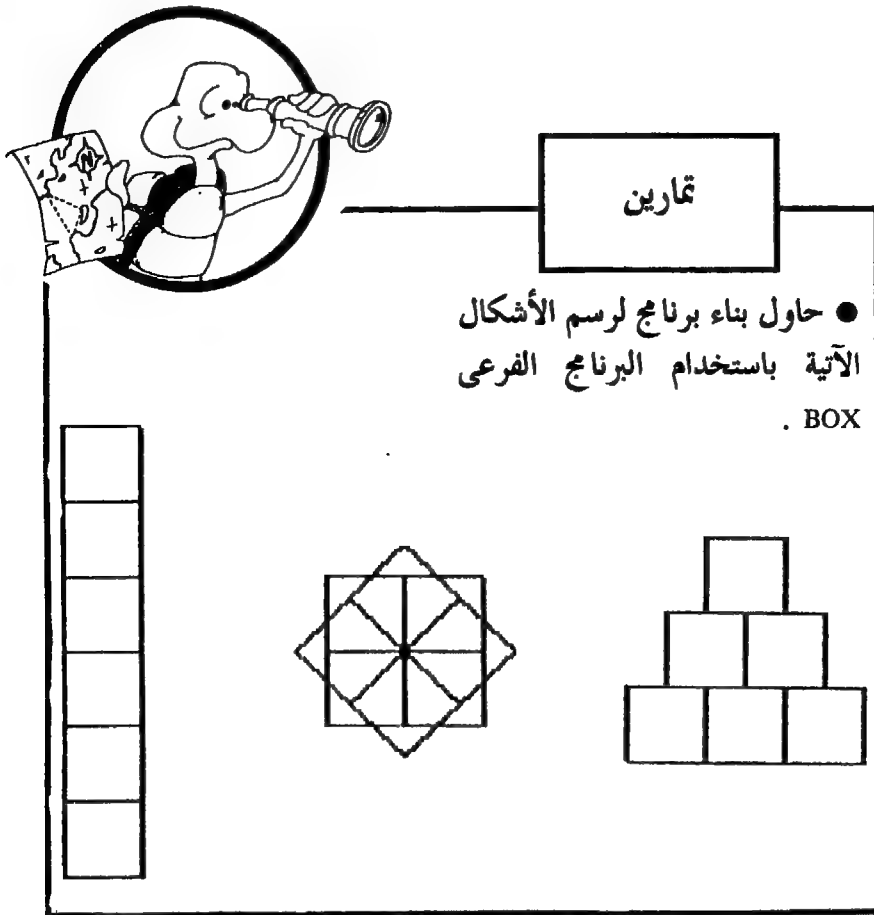 تمارين
● حاول بناء برنامج لرسم الأشكال
الآتية باستخدام البرنامج الفرعى
BOX .
N